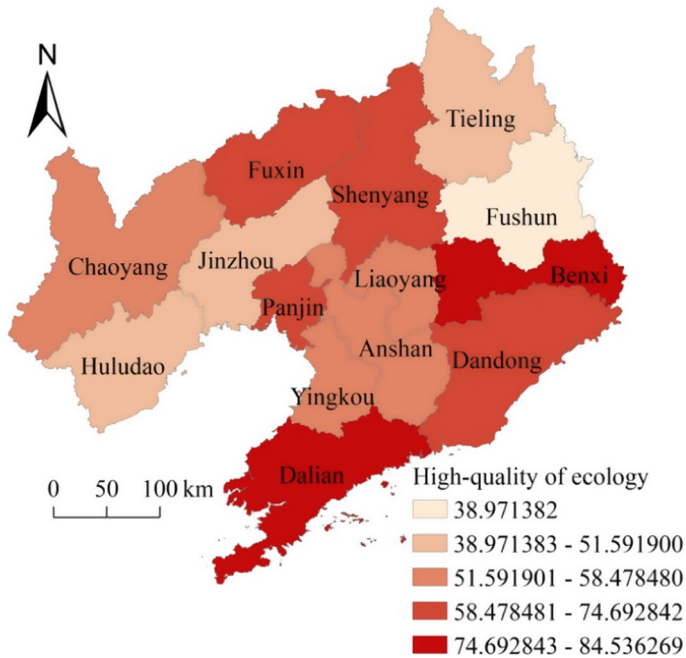 N
Tieling
Fuxin
Shenyang
Fushun
Jinzhou
Chaoyang
Liaoyang
Benxi
Panjin
Anshan
Dandong
Huludao
Yingkou
Dalian
0 50 100 km
High-quality of ecology
38.971382
38.971383 - 51.591900
51.591901 - 58.478480
58.478481 - 74.692842
74.692843 - 84.536269